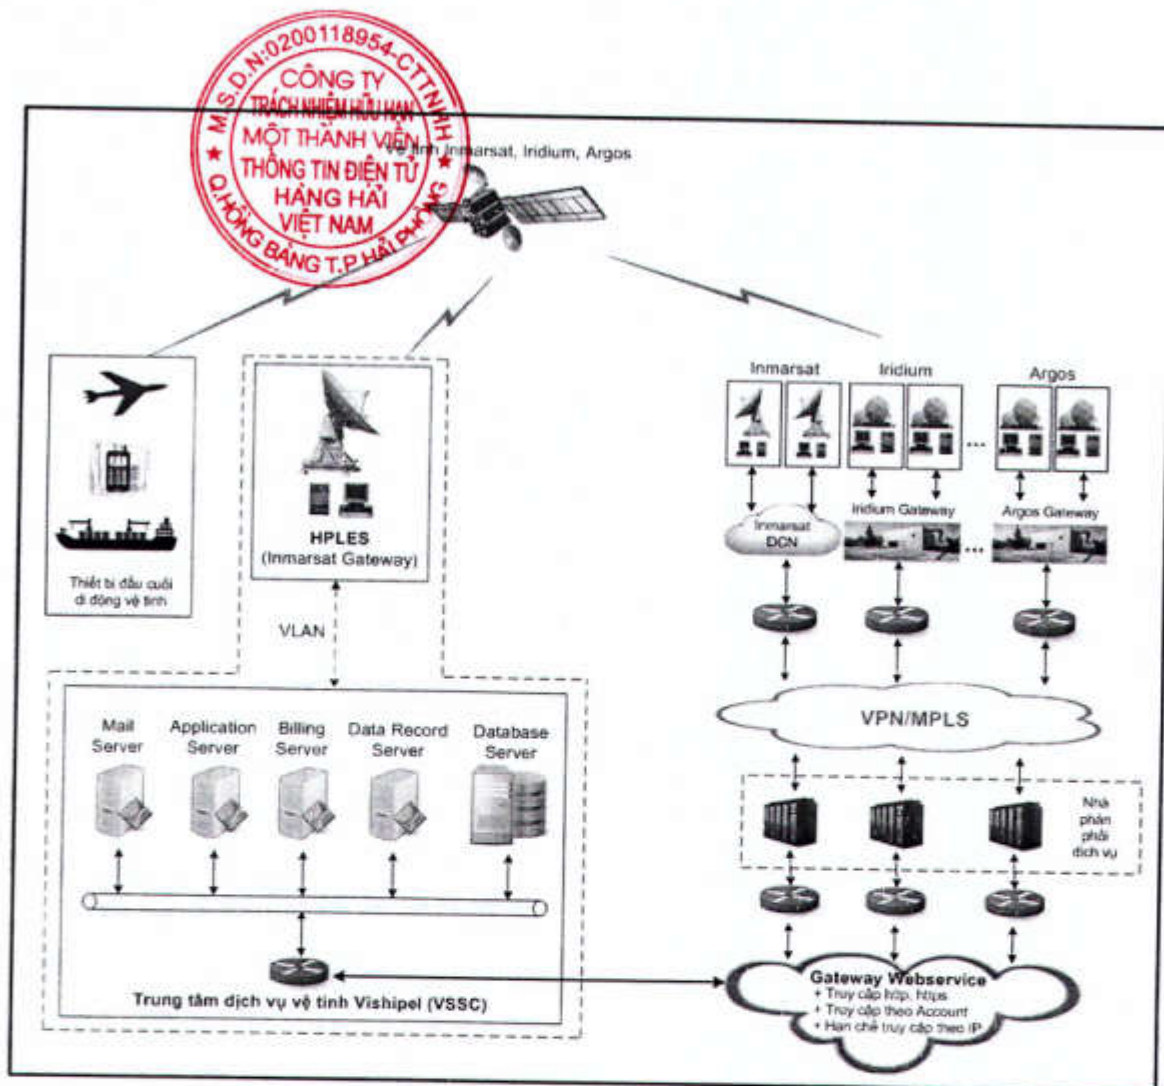 M.S.D.N:0200118954-CTTNHH
CÔNG TY
TRÁCH NHIỆM HỮU HẠN
MỘT THÀNH VIÊN
THÔNG TIN ĐIỆN TỬ
HÀNG HẢI
VIỆT NAM
Q.HỒNG BÀNG T.P HẢI PHÒNG
Vệ tinh Inmarsat, Iridium, Argos
Inmarsat Iridium Argos
...
HPLES
(Inmarsat Gateway)
Thiết bị đầu cuối
di động vệ tinh
Inmarsat
DCN
Iridium Gateway
Argos Gateway
...
VLAN
VPN/MPLS
Mail
Server
Application
Server
Billing
Server
Data Record
Server
Database
Server
Nhà
phân
phối
dịch vụ
Trung tâm dịch vụ vệ tinh Vishipel (VSSC)
Gateway Webservice
+ Truy cập http, https
+ Truy cập theo Account
+ Hạn chế truy cập theo IP